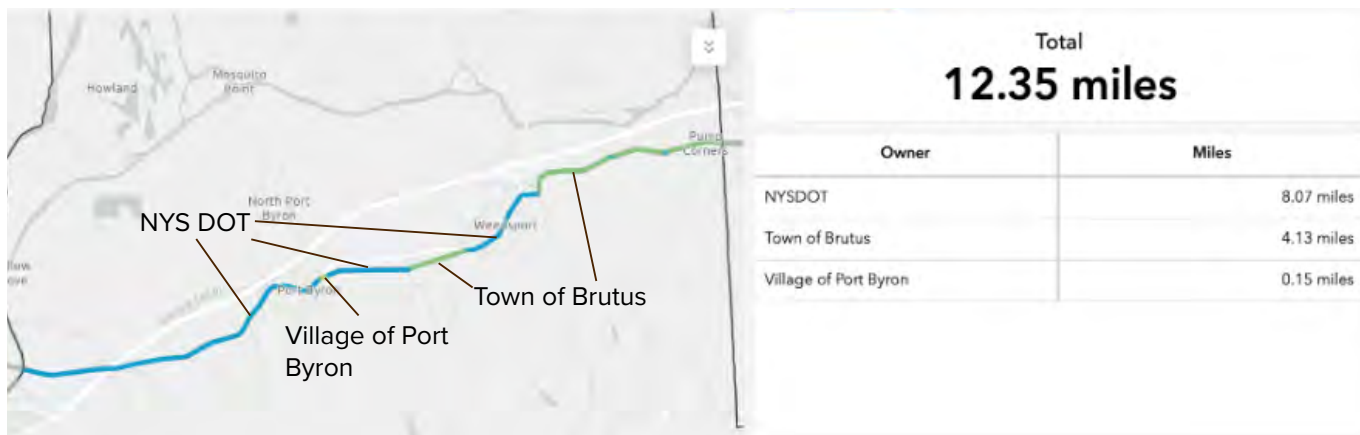 Howland
Mosquito
Point
Pump
Corners
North Port
Byron
NYS DOT
Weedsport
Port Byron
Town of Brutus
Village of Port
Byron
Total
12.35 miles
Owner
Miles
NYSDOT
8.07 miles
Town of Brutus
4.13 miles
Village of Port Byron
0.15 miles